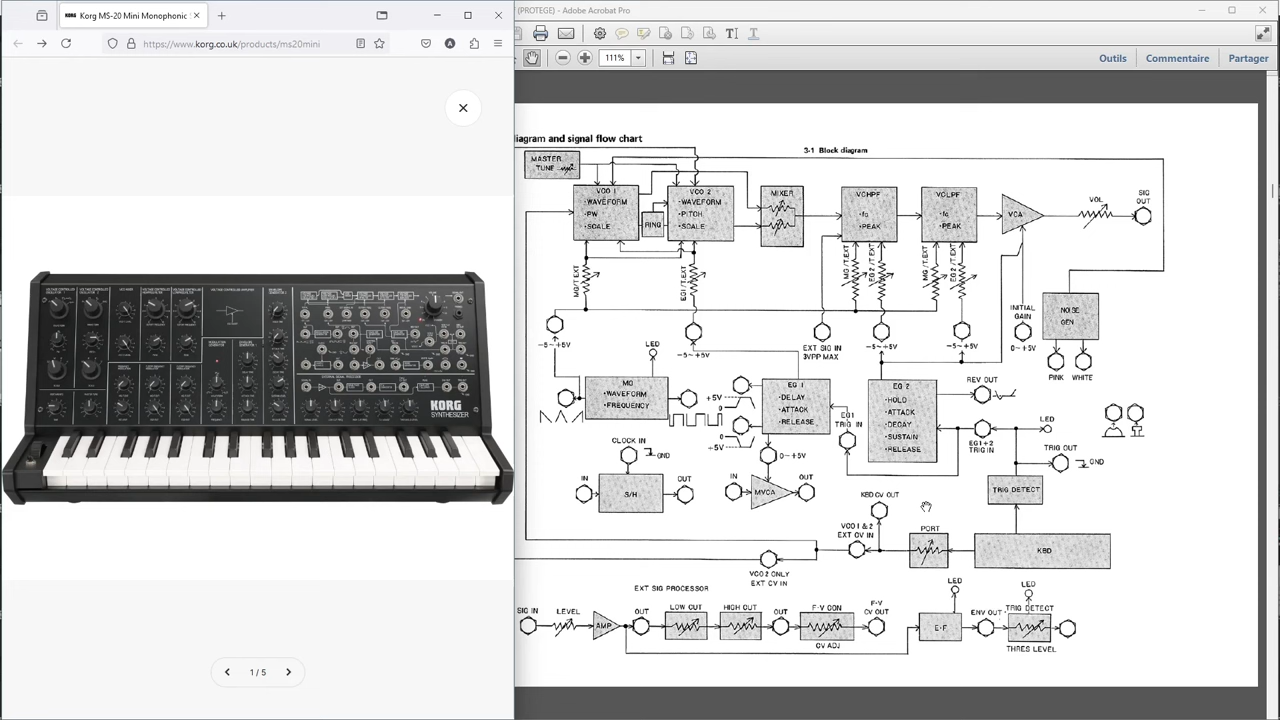 (PROTEGE) - Adobe Acrobat Pro
Korg MS-20 Mini Monophonic
https://www.korg.co.uk/products/ms20mini
111%
Outils
Commentaire
Partager
iagram and signal flow chart
3-1 Block diagram
MASTER
TUNE
VCO 1
•WAVEFORM
•PW
•SCALE
RING
VCO 2
•WAVEFORM
•PITCH
•SCALE
MIXER
VCHPF
•fc
•PEAK
VCLPF
•fc
•PEAK
VCA
VOL
SIG
OUT
MG/T.EXT
EG1/T.EXT
MG/T.EXT
EG2/T.EXT
MG/T.EXT
EG2/T.EXT
-5~+5V
-5~+5V
EXT SIG IN
3VPP MAX
-5~+5V
-5~+5V
INITIAL
GAIN
0~+5V
NOISE
GEN
PINK
WHITE
LED
MG
•WAVEFORM
•FREQUENCY
+5V
0
0
+5V
EG 1
•DELAY
•ATTACK
•RELEASE
EG1
TRIG IN
EG 2
•HOLD
•ATTACK
•DECAY
•SUSTAIN
•RELEASE
REV OUT
EG1+2
TRIG IN
LED
TRIG OUT
GND
CLOCK IN
GND
IN
S/H
OUT
0~+5V
IN
MVCA
OUT
TRIG DETECT
KBD CV OUT
VCO 1 & 2
EXT CV IN
PORT
KBD
VCO 2 ONLY
EXT CV IN
EXT SIG PROCESSOR
SIG IN
LEVEL
AMP
OUT
LOW CUT
HIGH CUT
OUT
F-V CON
CV ADJ
F-V
CV OUT
LED
E.F
ENV OUT
LED
TRIG DETECT
THRES LEVEL
KORG
SYNTHESIZER
1 / 5